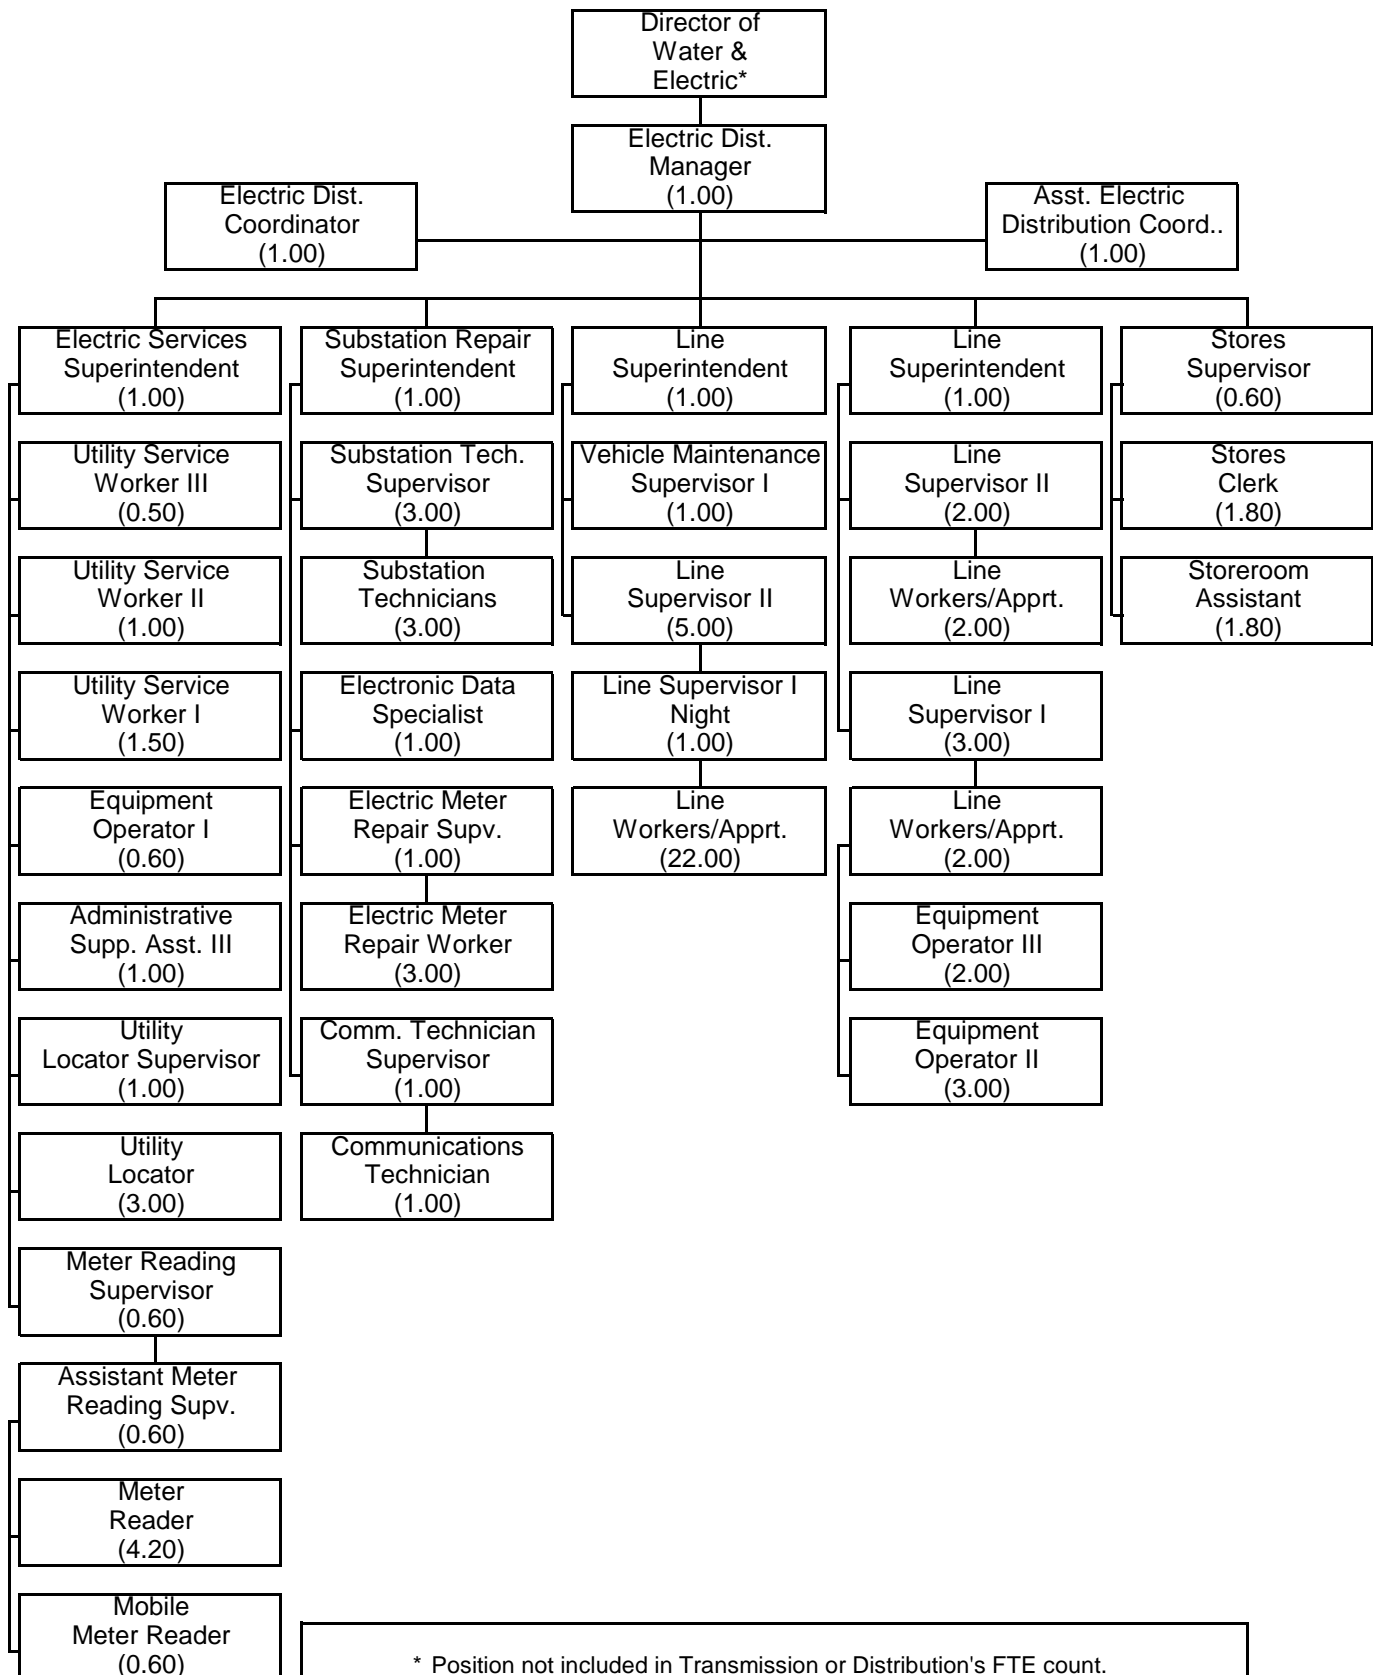 Director of
Water &
Electric*
Electric Dist.
Manager
(1.00)
Electric Dist.
Coordinator
(1.00)
Asst. Electric
Distribution Coord..
(1.00)
Electric Services
Superintendent
(1.00)
Utility Service
Worker III
(0.50)
Utility Service
Worker II
(1.00)
Utility Service
Worker I
(1.50)
Equipment
Operator I
(0.60)
Administrative
Supp. Asst. III
(1.00)
Utility
Locator Supervisor
(1.00)
Utility
Locator
(3.00)
Meter Reading
Supervisor
(0.60)
Assistant Meter
Reading Supv.
(0.60)
Meter
Reader
(4.20)
Mobile
Meter Reader
(0.60)
Substation Repair
Superintendent
(1.00)
Substation Tech.
Supervisor
(3.00)
Substation
Technicians
(3.00)
Electronic Data
Specialist
(1.00)
Electric Meter
Repair Supv.
(1.00)
Electric Meter
Repair Worker
(3.00)
Comm. Technician
Supervisor
(1.00)
Communications
Technician
(1.00)
Line
Superintendent
(1.00)
Vehicle Maintenance
Supervisor I
(1.00)
Line
Supervisor II
(5.00)
Line Supervisor I
Night
(1.00)
Line
Workers/Apprt.
(22.00)
Line
Superintendent
(1.00)
Line
Supervisor II
(2.00)
Line
Workers/Apprt.
(2.00)
Line
Supervisor I
(3.00)
Line
Workers/Apprt.
(2.00)
Equipment
Operator III
(2.00)
Equipment
Operator II
(3.00)
Stores
Supervisor
(0.60)
Stores
Clerk
(1.80)
Storeroom
Assistant
(1.80)
* Position not included in Transmission or Distribution's FTE count.